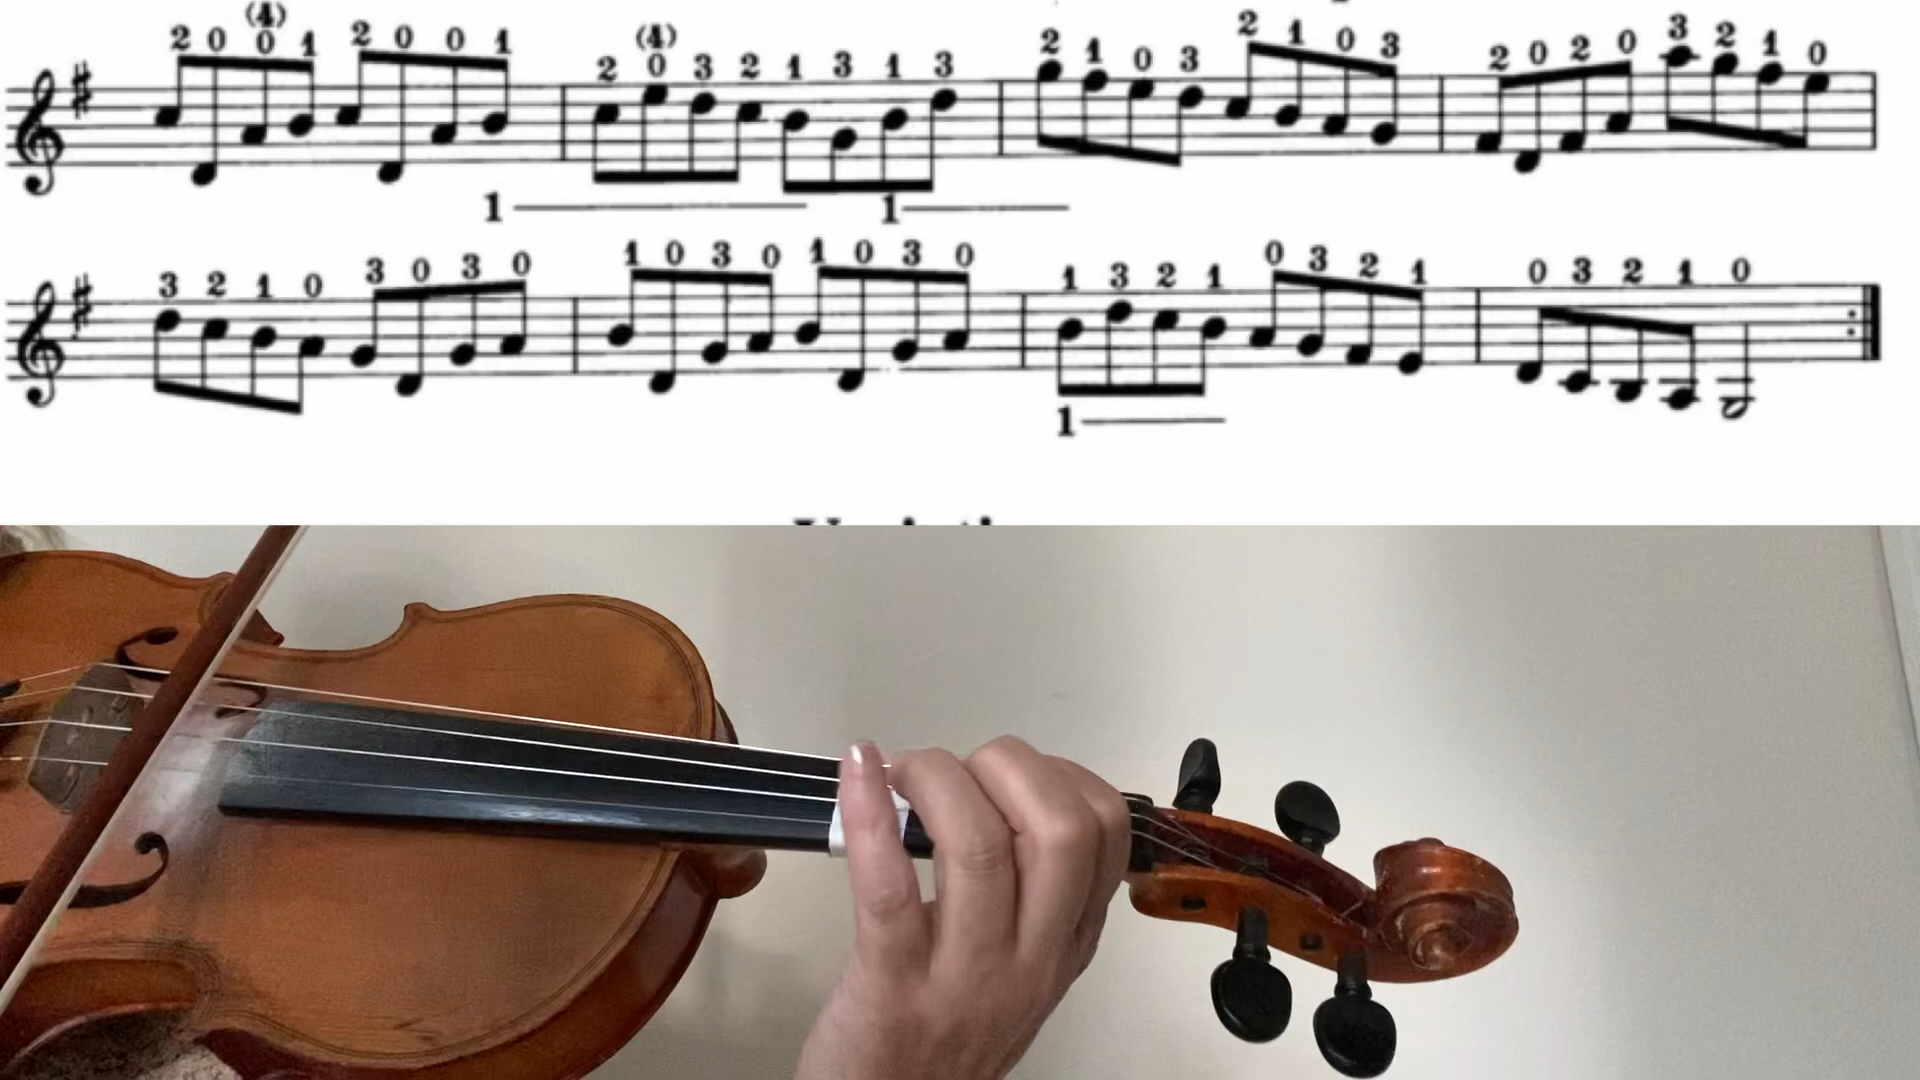 (4) (4)
2 0 0 1 2 0 0 1 2 0 3 2 1 3 1 3 2 1 0 3 2 1 0 3 2 0 2 0 3 2 1 0
1 1
3 2 1 0 3 0 3 0 1 0 3 0 1 0 3 0 1 3 2 1 0 3 2 1 0 3 2 1 0
1